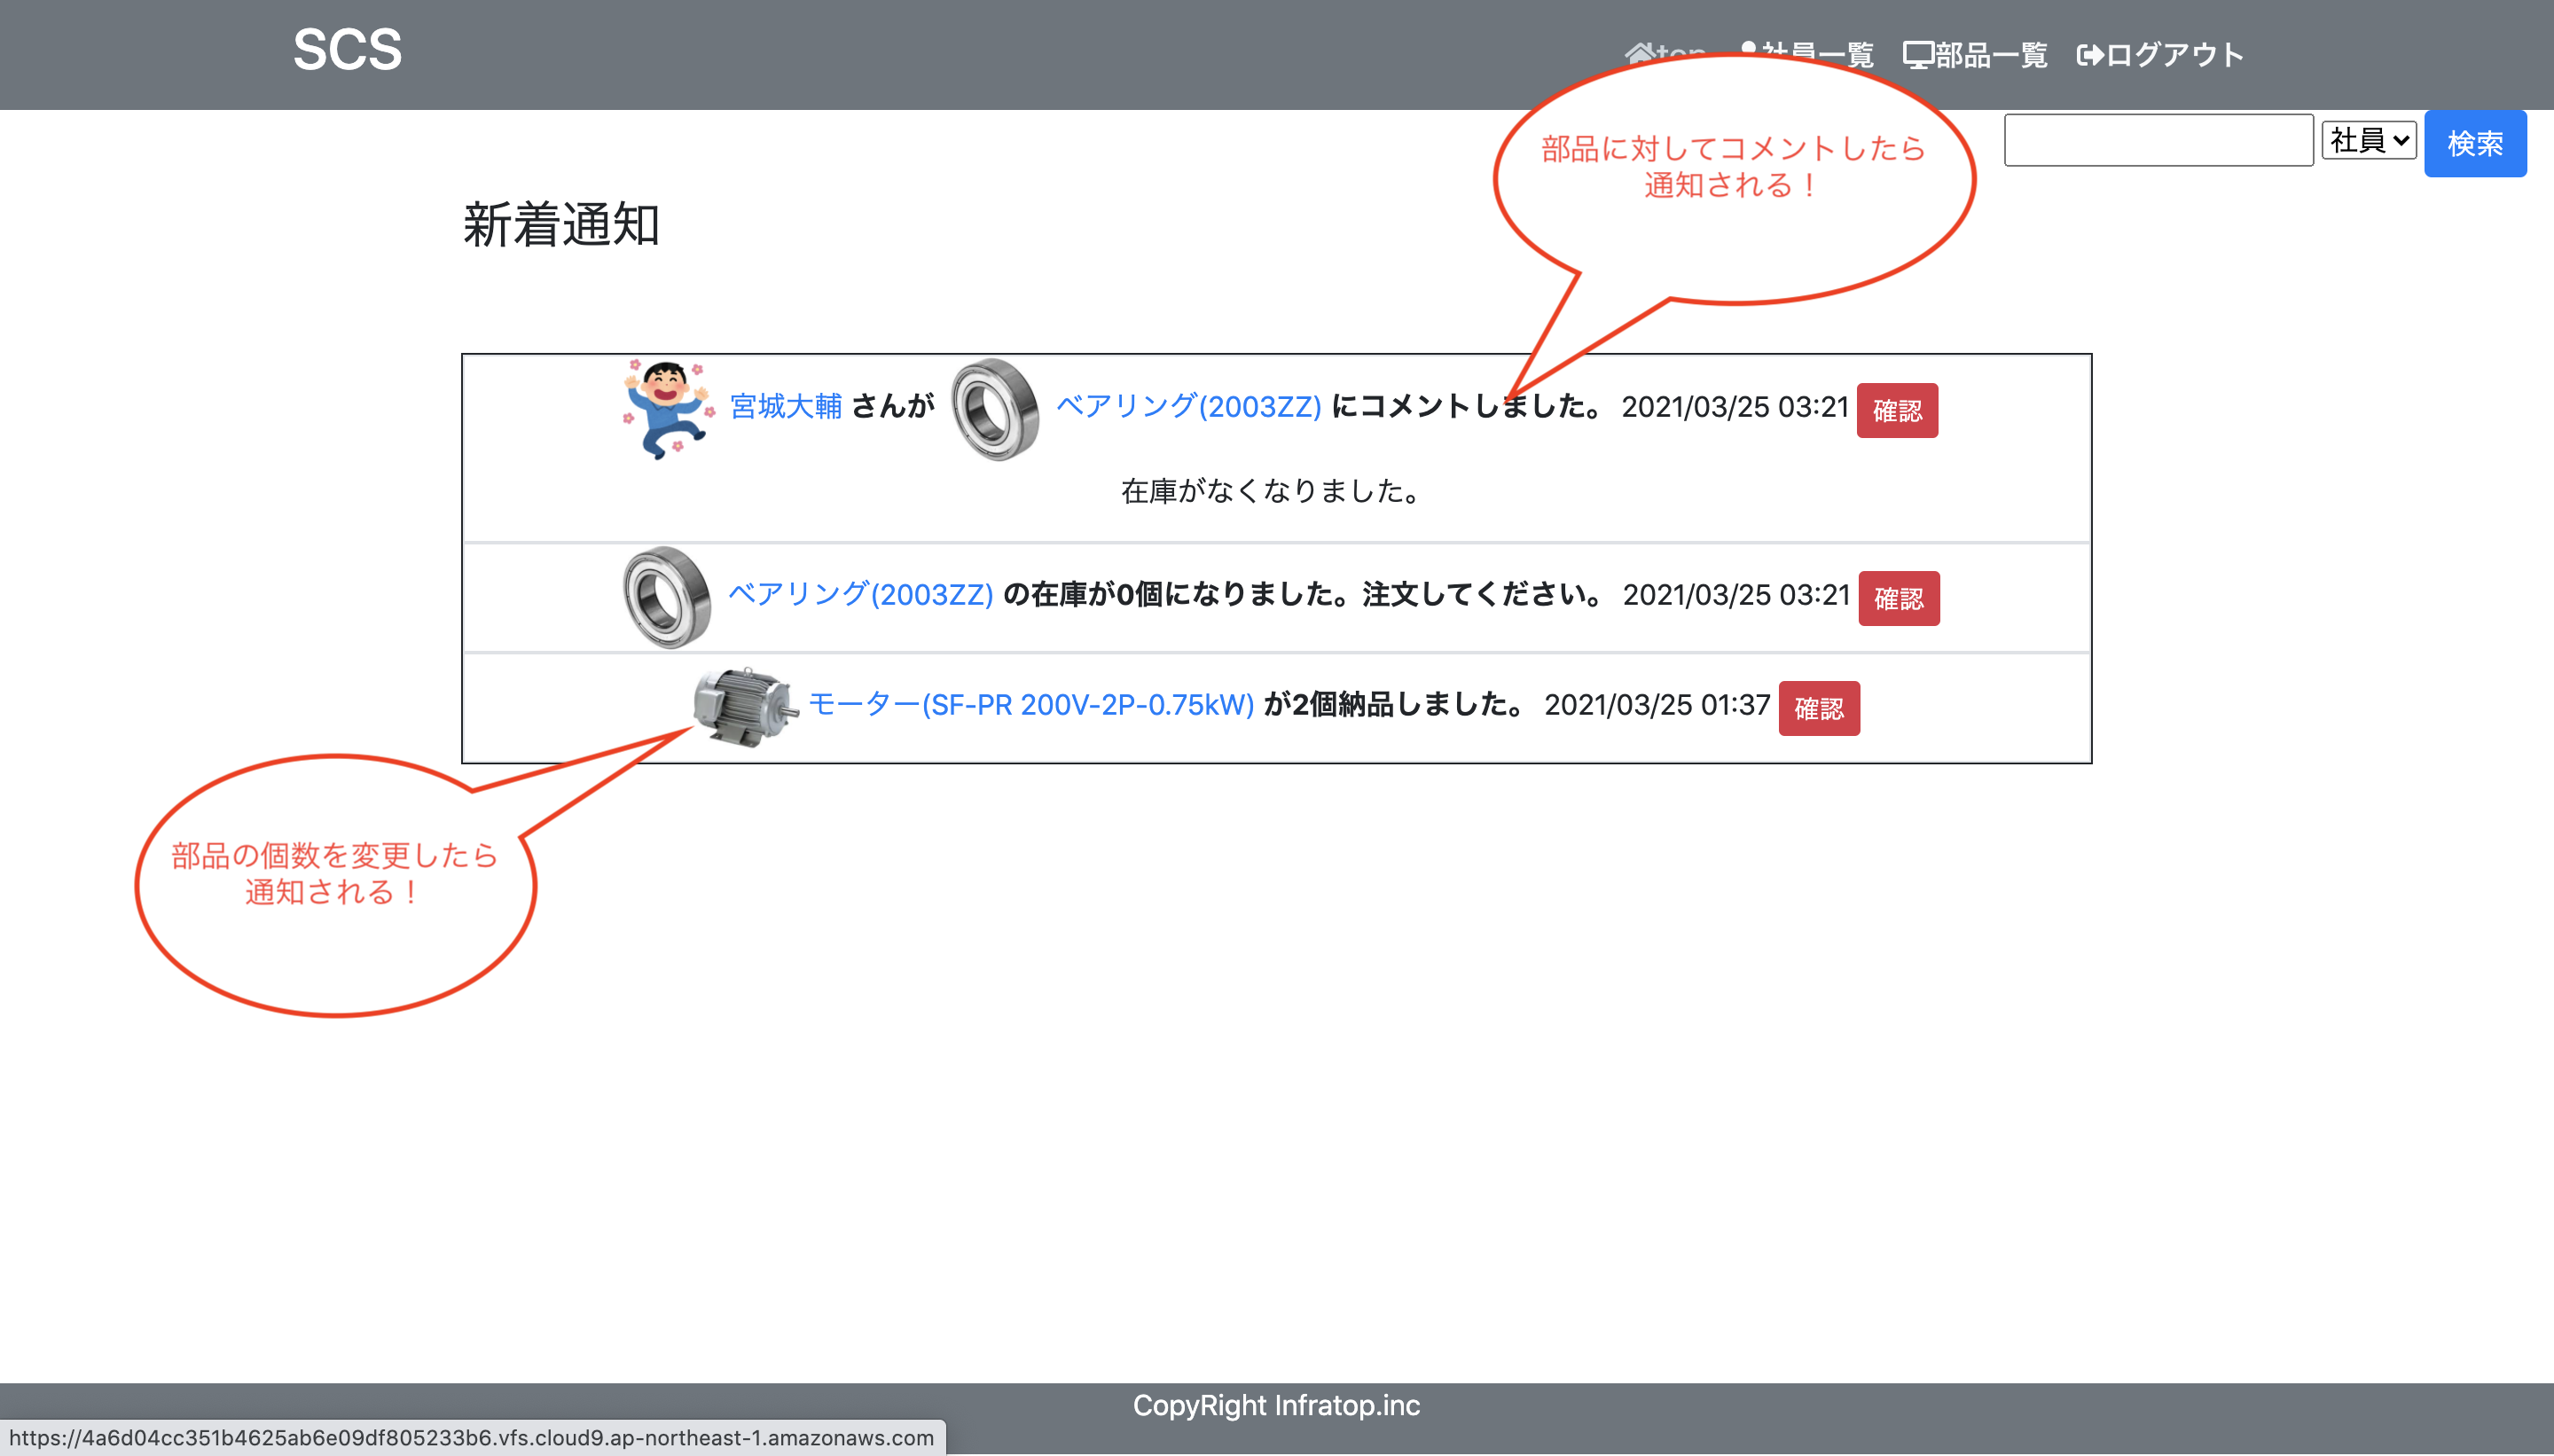 SCS
社員一覧 部品一覧 ログアウト
部品に対してコメントしたら
通知される！
社員 検索
新着通知
宮城大輔 さんが ベアリング(2003ZZ) にコメントしました。 2021/03/25 03:21 確認
在庫がなくなりました。
ベアリング(2003ZZ) の在庫が0個になりました。注文してください。 2021/03/25 03:21 確認
モーター(SF-PR 200V-2P-0.75kW) が2個納品しました。 2021/03/25 01:37 確認
部品の個数を変更したら
通知される！
CopyRight Infratop.inc
https://4a6d04cc351b4625ab6e09df805233b6.vfs.cloud9.ap-northeast-1.amazonaws.com